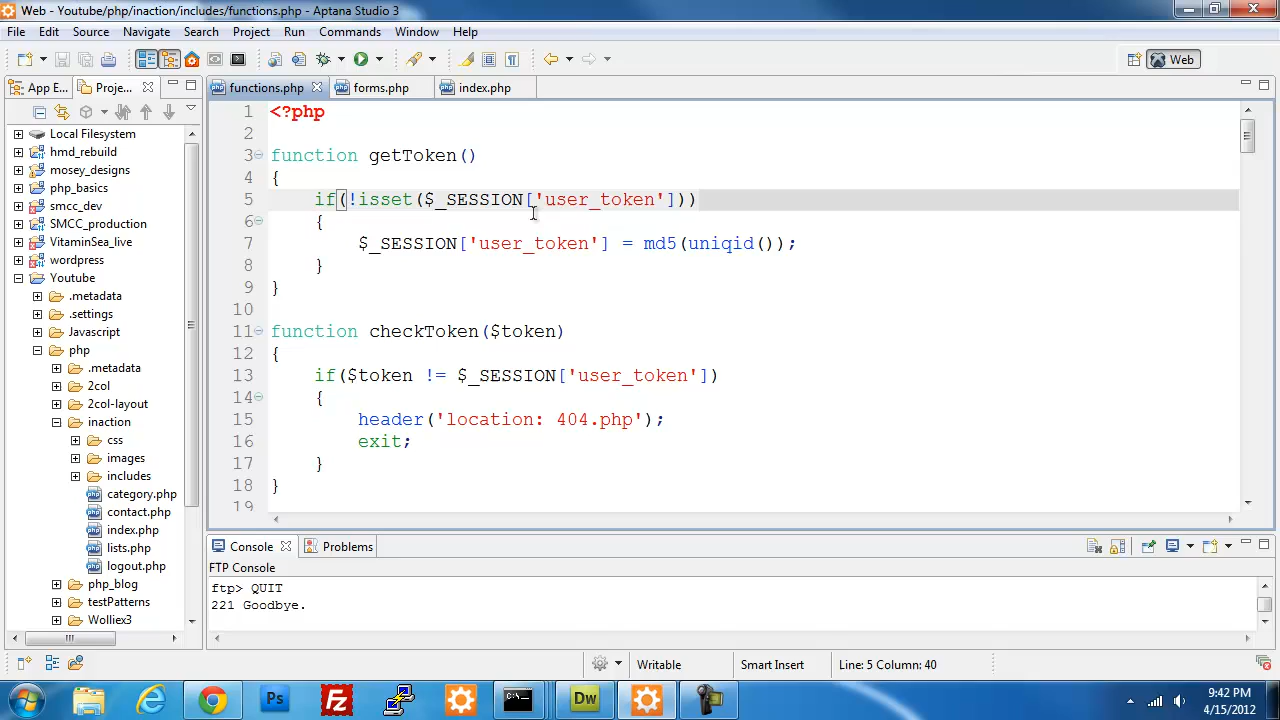 Web - Youtube/php/inaction/includes/functions.php - Aptana Studio 3
File Edit Source Navigate Search Project Run Commands Window Help
Web
App E... Proje...
functions.php forms.php index.php
Local Filesystem
hmd_rebuild
mosey_designs
php_basics
smcc_dev
SMCC_production
VitaminSea_live
wordpress
Youtube
.metadata
.settings
Javascript
php
.metadata
2col
2col-layout
inaction
css
images
includes
category.php
contact.php
index.php
lists.php
logout.php
php_blog
testPatterns
Wolliex3
1 <?php
2
3 function getToken()
4 {
5 if(!isset($_SESSION['user_token']))
6 {
7 $_SESSION['user_token'] = md5(uniqid());
8 }
9 }
10
11 function checkToken($token)
12 {
13 if($token != $_SESSION['user_token'])
14 {
15 header('location: 404.php');
16 exit;
17 }
18 }
19
Console Problems
FTP Console
ftp> QUIT
221 Goodbye.
Writable Smart Insert Line: 5 Column: 40
Ps Fz Dw
9:42 PM
4/15/2012